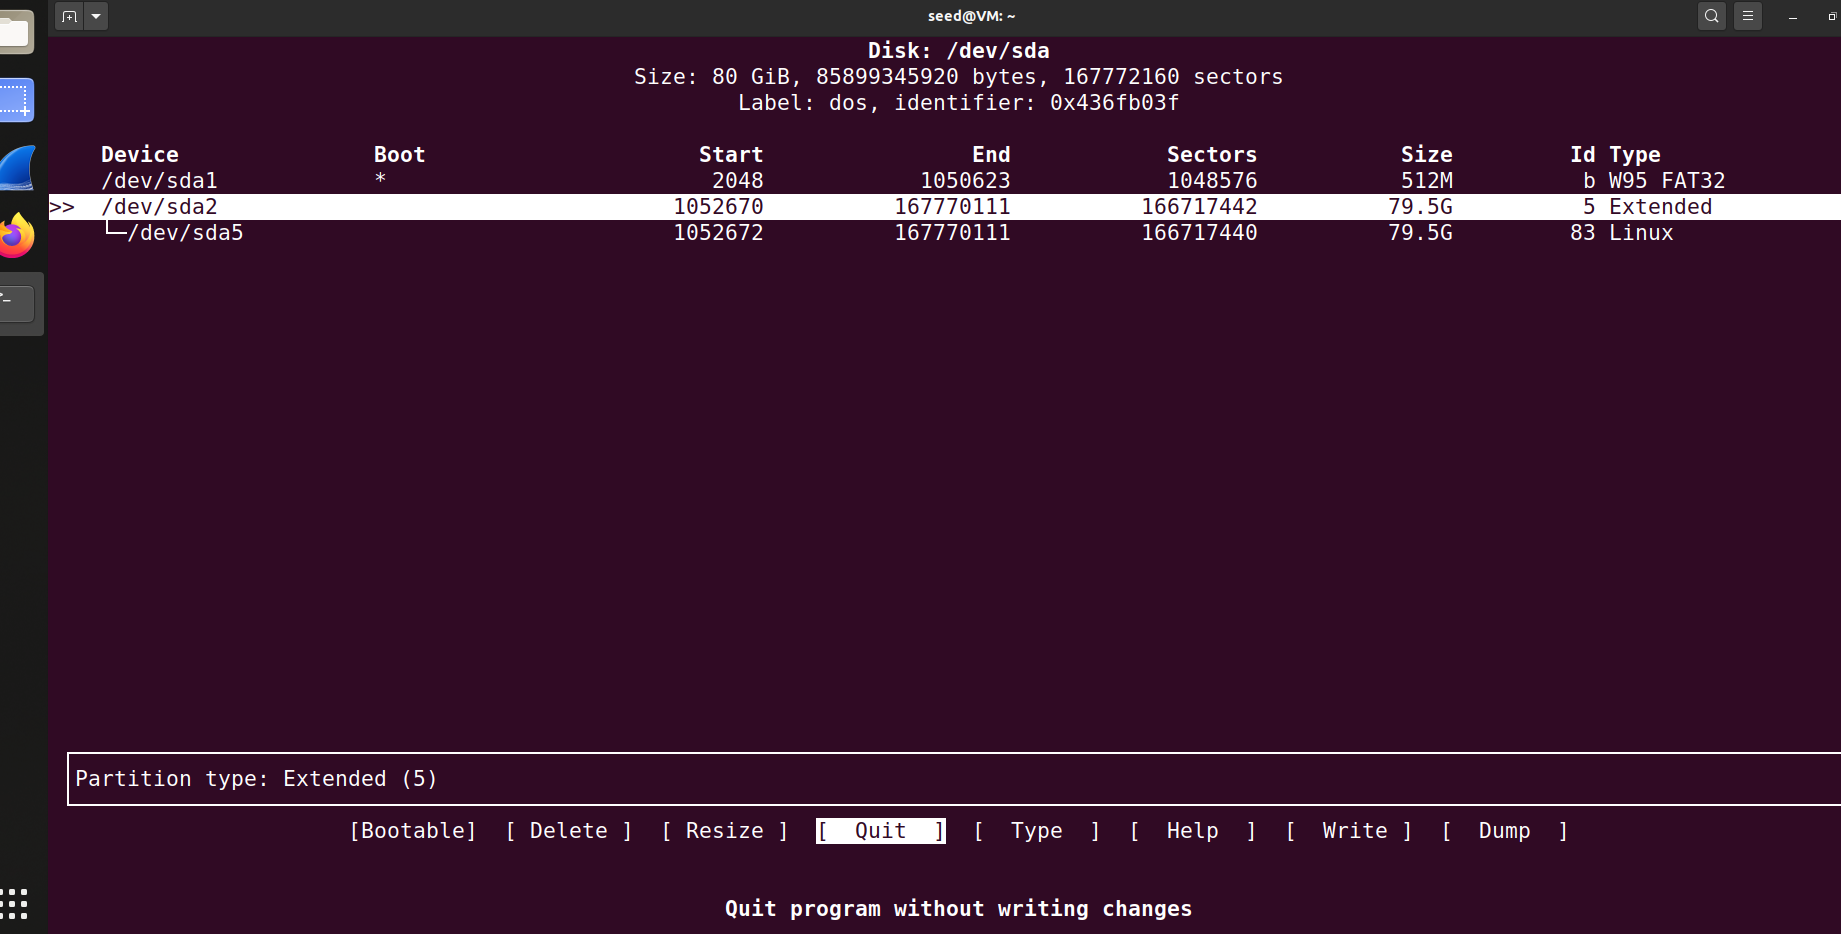 seed@VM: ~
Disk: /dev/sda
Size: 80 GiB, 85899345920 bytes, 167772160 sectors
Label: dos, identifier: 0x436fb03f
Device Boot Start End Sectors Size Id Type
/dev/sda1 * 2048 1050623 1048576 512M b W95 FAT32
>> /dev/sda2 1052670 167770111 166717442 79.5G 5 Extended
└─/dev/sda5 1052672 167770111 166717440 79.5G 83 Linux
Partition type: Extended (5)
[Bootable] [ Delete ] [ Resize ] [ Quit ] [ Type ] [ Help ] [ Write ] [ Dump ]
Quit program without writing changes